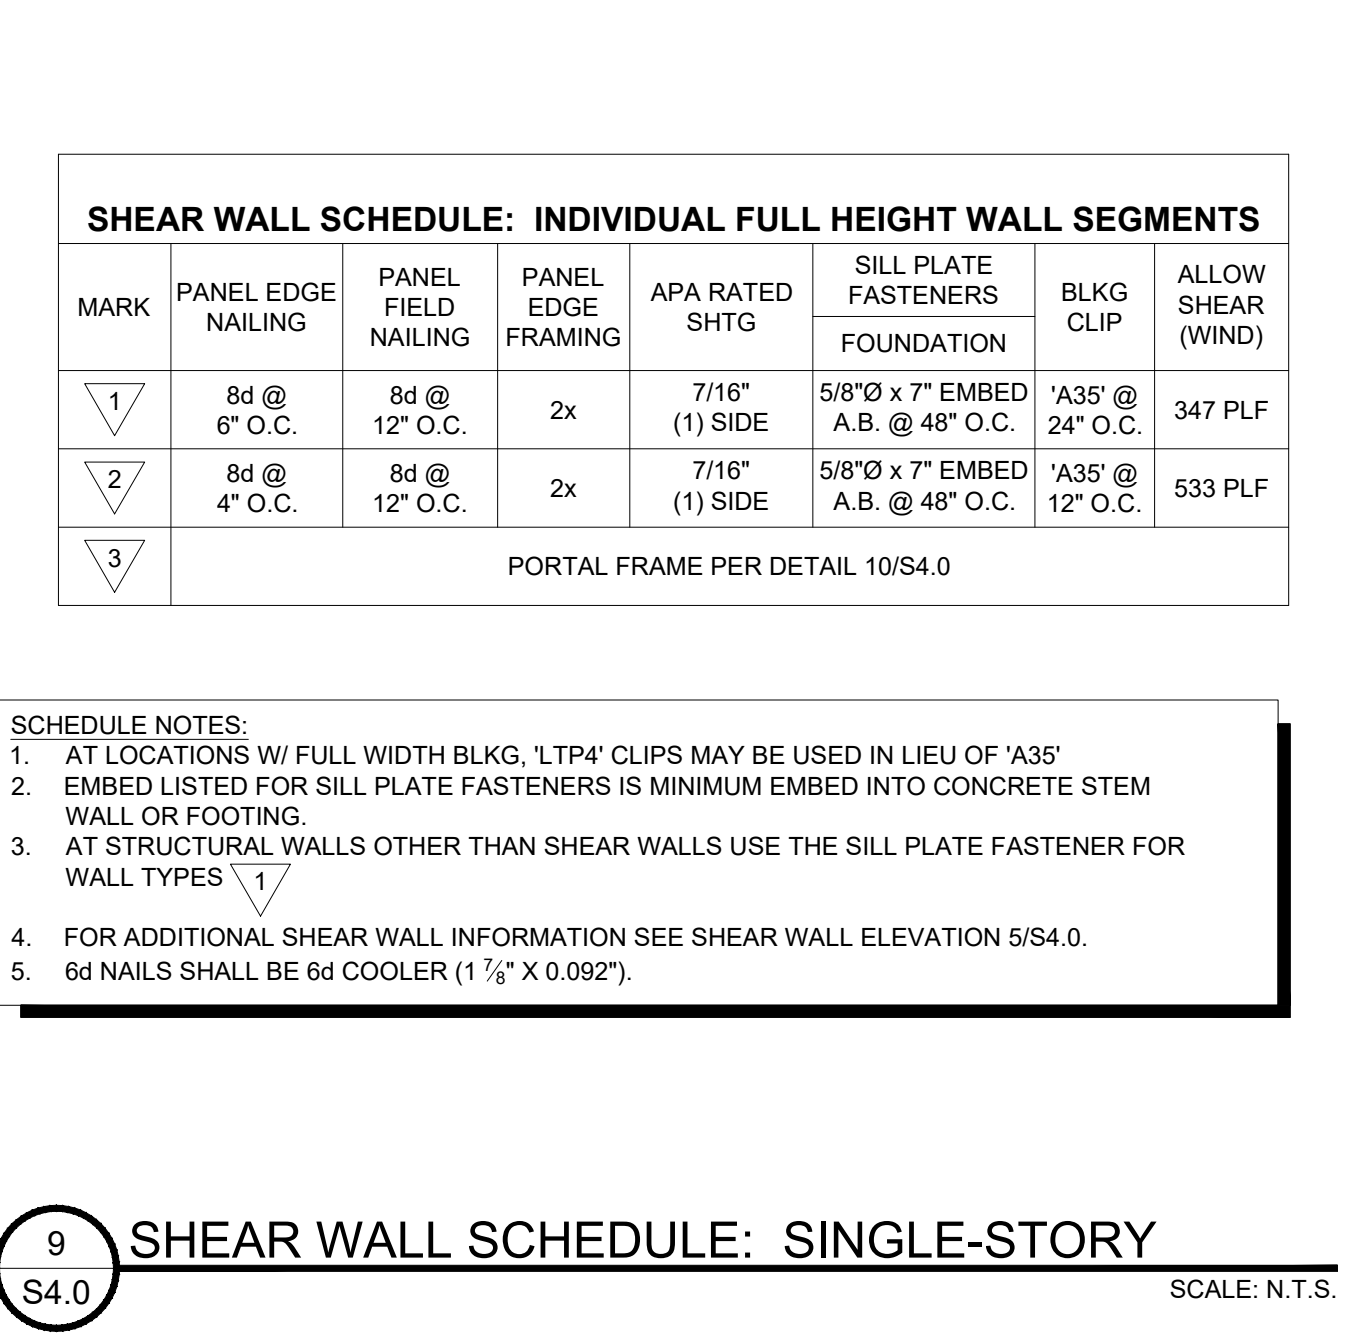 SHEAR WALL SCHEDULE: INDIVIDUAL FULL HEIGHT WALL SEGMENTS
MARK
PANEL EDGE
NAILING
PANEL
FIELD
NAILING
PANEL
EDGE
FRAMING
APA RATED
SHTG
SILL PLATE
FASTENERS
FOUNDATION
BLKG
CLIP
ALLOW
SHEAR
(WIND)
1
8d @
6" O.C.
8d @
12" O.C.
2x
7/16"
(1) SIDE
5/8"Ø x 7" EMBED
A.B. @ 48" O.C.
'A35' @
24" O.C.
347 PLF
2
8d @
4" O.C.
8d @
12" O.C.
2x
7/16"
(1) SIDE
5/8"Ø x 7" EMBED
A.B. @ 48" O.C.
'A35' @
12" O.C.
533 PLF
3
PORTAL FRAME PER DETAIL 10/S4.0
SCHEDULE NOTES:
1. AT LOCATIONS W/ FULL WIDTH BLKG, 'LTP4' CLIPS MAY BE USED IN LIEU OF 'A35'
2. EMBED LISTED FOR SILL PLATE FASTENERS IS MINIMUM EMBED INTO CONCRETE STEM
WALL OR FOOTING.
3. AT STRUCTURAL WALLS OTHER THAN SHEAR WALLS USE THE SILL PLATE FASTENER FOR
WALL TYPES 1
4. FOR ADDITIONAL SHEAR WALL INFORMATION SEE SHEAR WALL ELEVATION 5/S4.0.
5. 6d NAILS SHALL BE 6d COOLER (1 ⅞" X 0.092").
9
S4.0
SHEAR WALL SCHEDULE: SINGLE-STORY
SCALE: N.T.S.